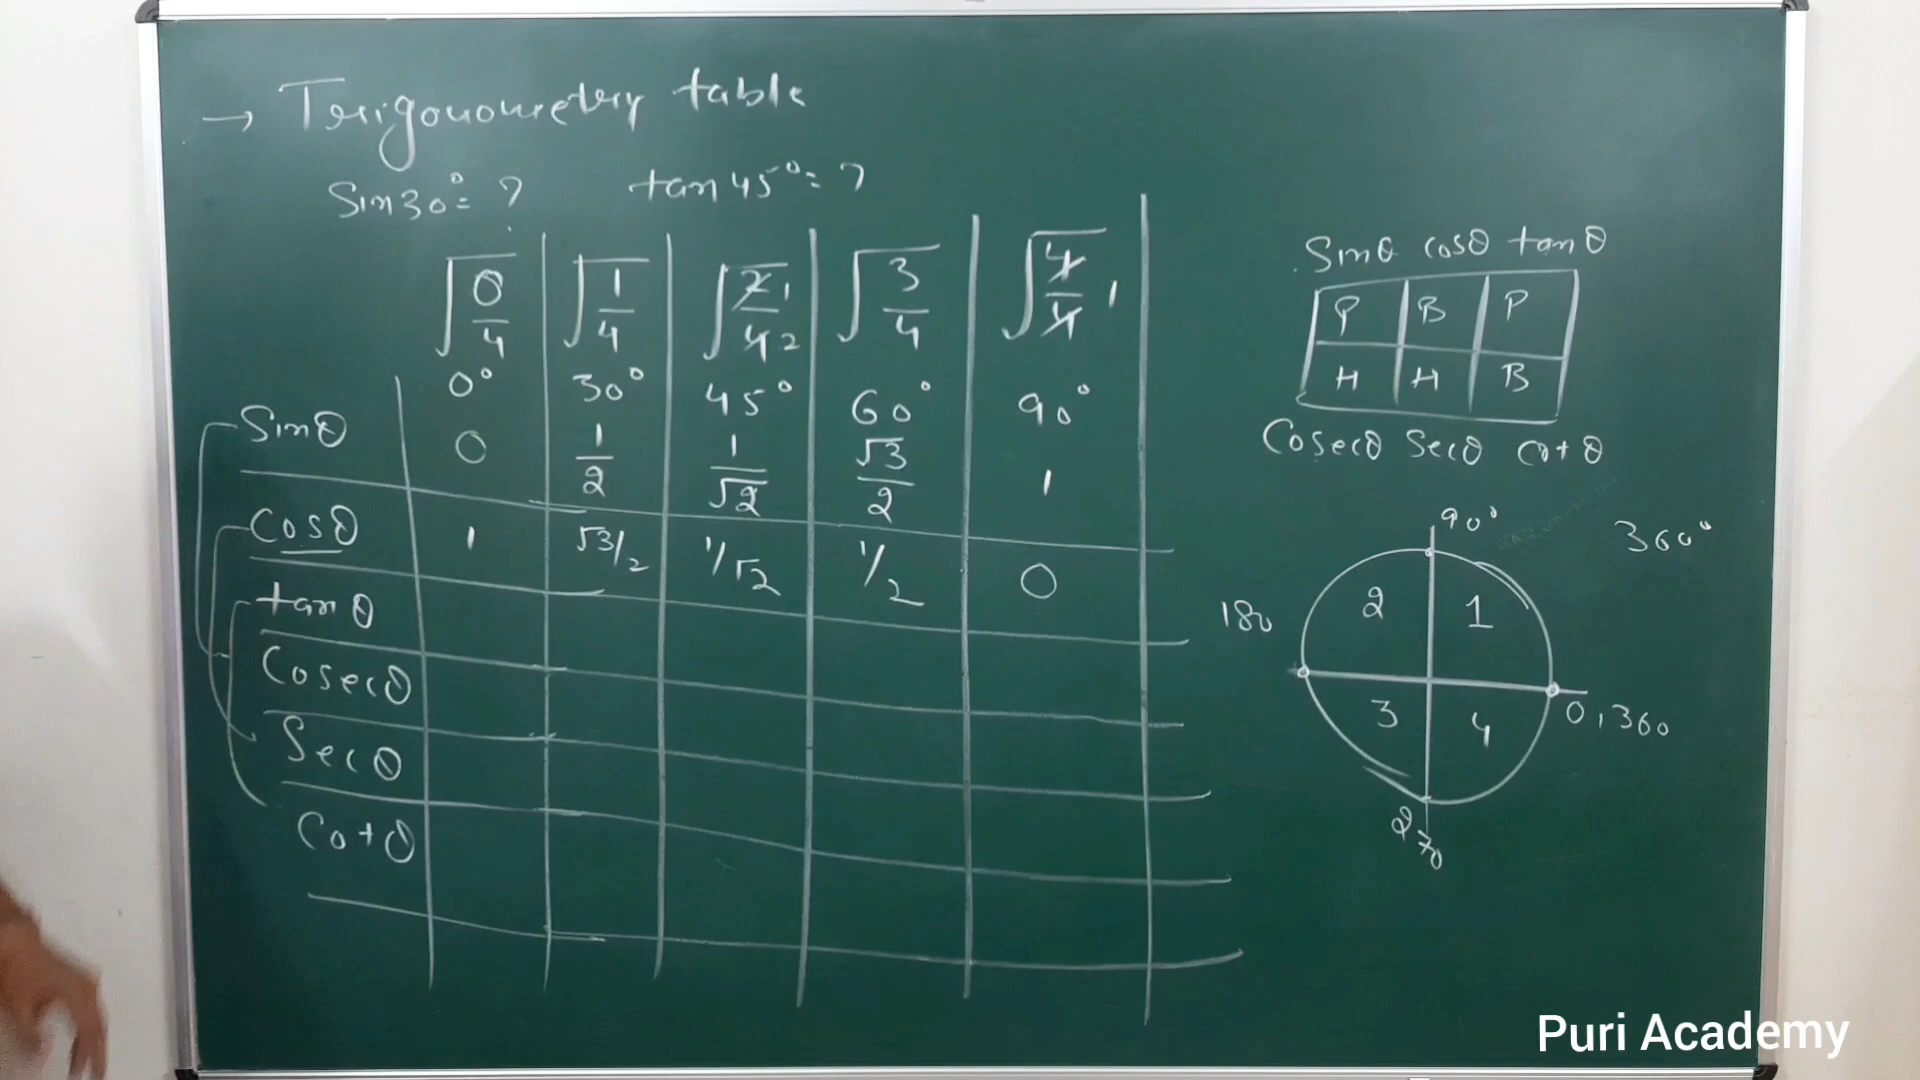 → Trigonometry table
Sin30° = ? tan45° = ?
√0/4 √1/4 √2/4 1 2 √3/4 √4/4 1
0° 30° 45° 60° 90°
Sinθ 0 1/2 1/√2 √3/2 1
Cosθ 1 √3/2 1/√2 1/2 0
tanθ
Cosecθ
Secθ
Cotθ
Sinθ cosθ tanθ
P B P
H H B
Cosecθ Secθ Cotθ
90° 360°
2 1
180
3 4
0, 360
270
Puri Academy